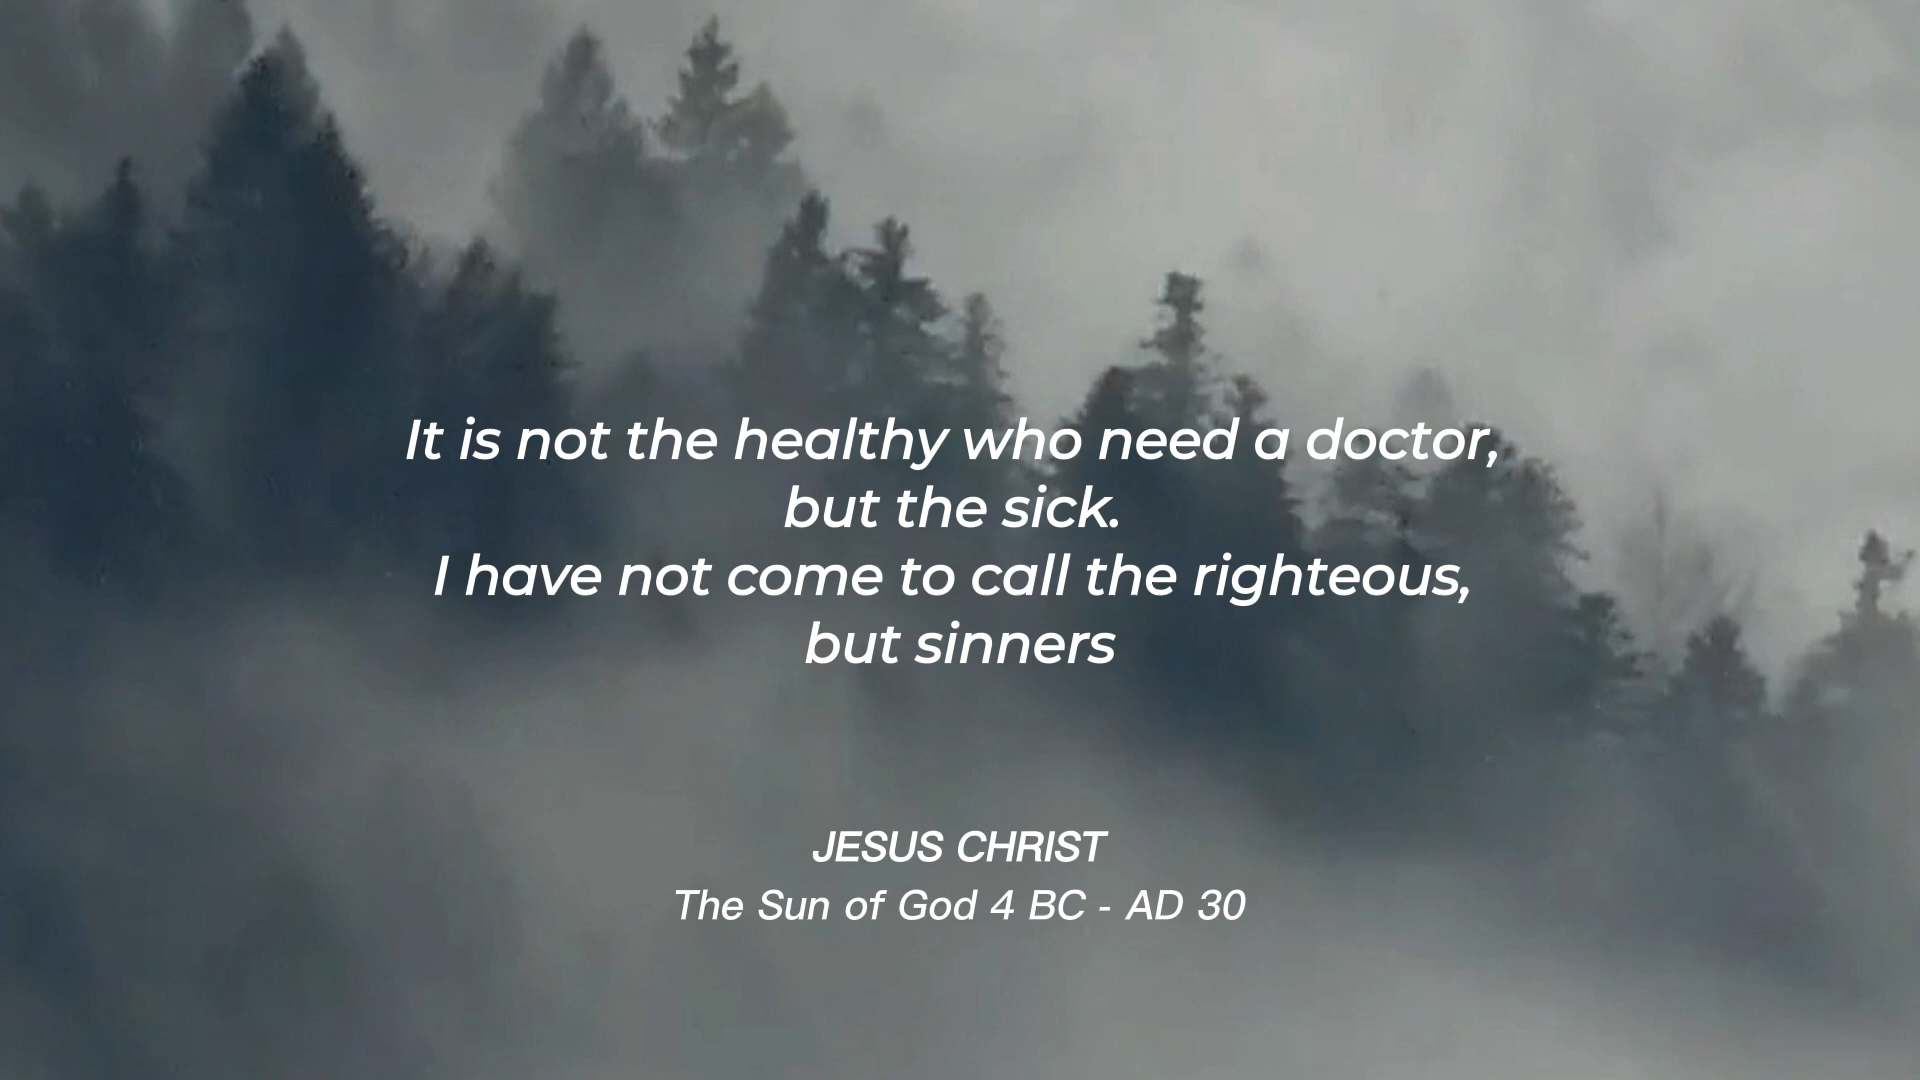 It is not the healthy who need a doctor,
but the sick.
I have not come to call the righteous,
but sinners
JESUS CHRIST
The Sun of God 4 BC - AD 30